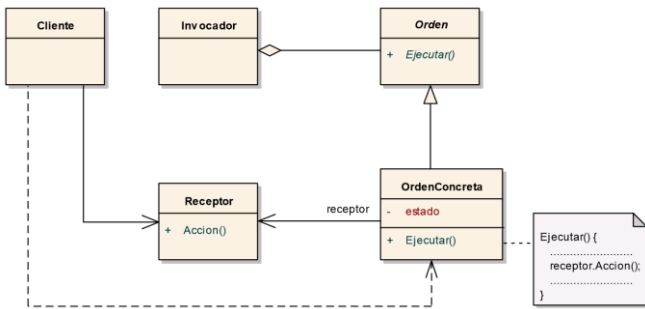 Cliente
Invocador
Orden
+ Ejecutar()
Receptor
+ Accion()
receptor
OrdenConcreta
- estado
+ Ejecutar()
Ejecutar() {
......................
receptor.Accion();
......................
}